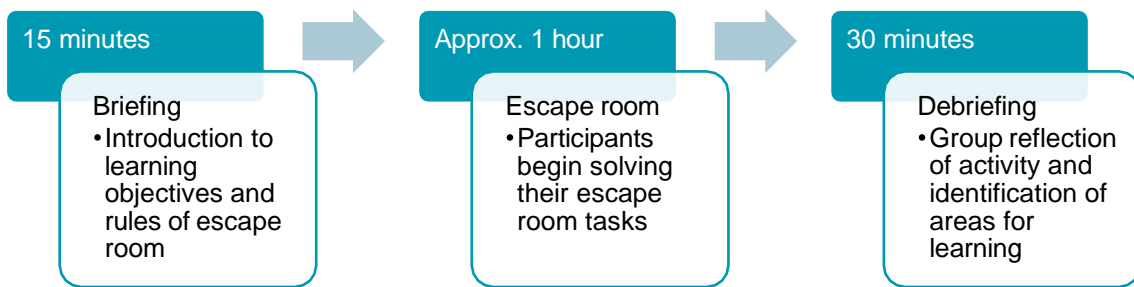 15 minutes
Briefing
•Introduction to
learning
objectives and
rules of escape
room
Approx. 1 hour
Escape room
•Participants
begin solving
their escape
room tasks
30 minutes
Debriefing
•Group reflection
of activity and
identification of
areas for
learning